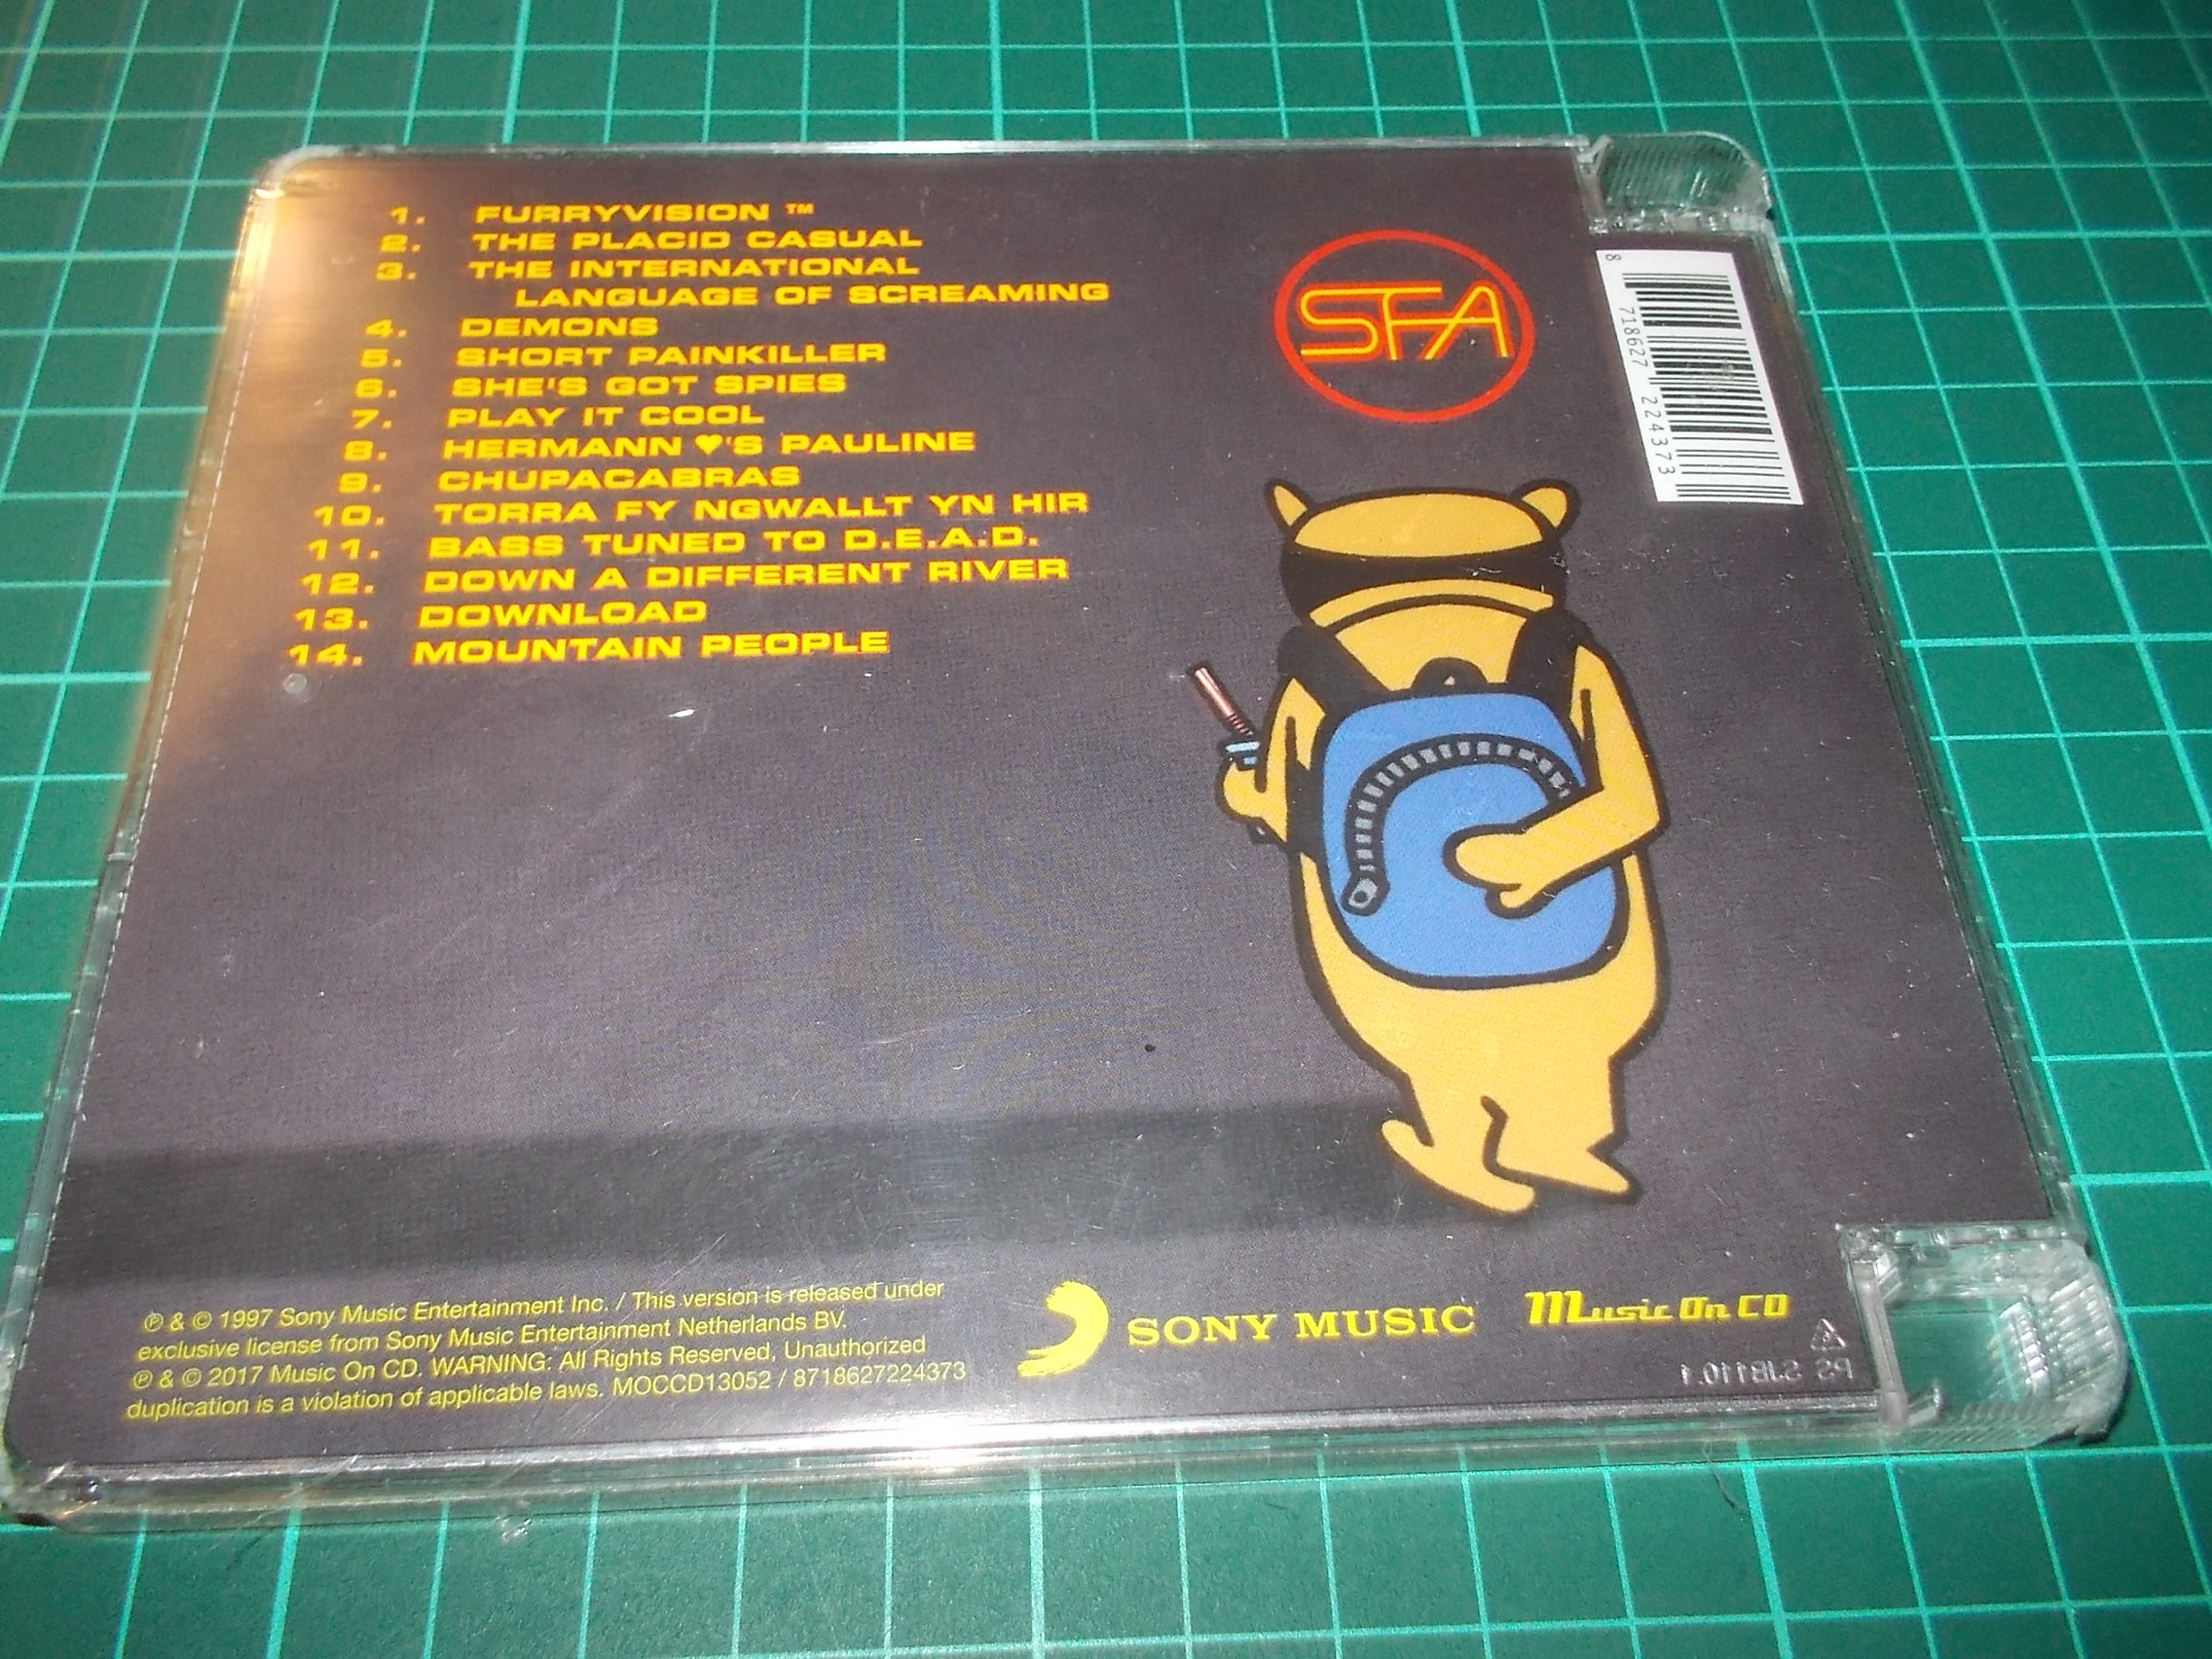 1. FURRYVISION ™
2. THE PLACID CASUAL
3. THE INTERNATIONAL
LANGUAGE OF SCREAMING
4. DEMONS
5. SHORT PAINKILLER
6. SHE'S GOT SPIES
7. PLAY IT COOL
8. HERMANN ♥'S PAULINE
9. CHUPACABRAS
10. TORRA FY NGWALLT YN HIR
11. BASS TUNED TO D.E.A.D.
12. DOWN A DIFFERENT RIVER
13. DOWNLOAD
14. MOUNTAIN PEOPLE
SFA
8 718627 224373
℗ & © 1997 Sony Music Entertainment Inc. / This version is released under
exclusive license from Sony Music Entertainment Netherlands BV.
℗ & © 2017 Music On CD. WARNING: All Rights Reserved, Unauthorized
duplication is a violation of applicable laws. MOCCD13052 / 8718627224373
SONY MUSIC
Music On CD
PS 2JB110.1